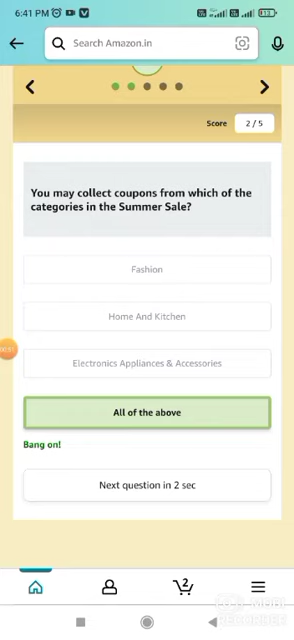 6:41 PM
Search Amazon.in
Score 2 / 5
You may collect coupons from which of the
categories in the Summer Sale?
Fashion
Home And Kitchen
Electronics Appliances & Accessories
All of the above
Bang on!
Next question in 2 sec
2
MOBI
RECORDER